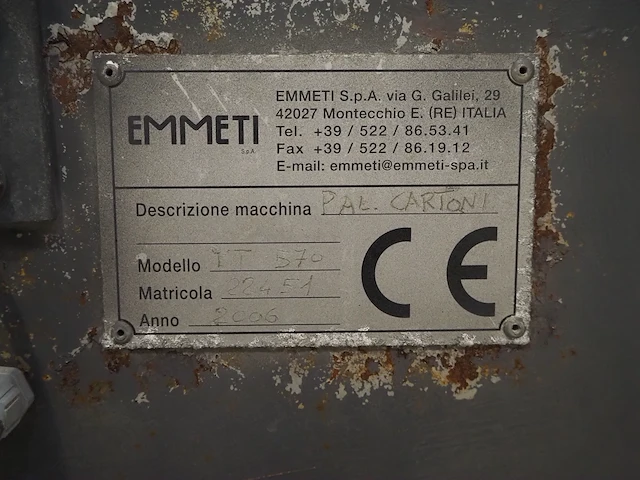 EMMETI
S.p.A.
EMMETI S.p.A. via G. Galilei, 29
42027 Montecchio E. (RE) ITALIA
Tel. +39 / 522 / 86.53.41
Fax +39 / 522 / 86.19.12
E-mail: emmeti@emmeti-spa.it
Descrizione macchina PAL. CARTONI
Modello
Matricola
Anno 2006
CE